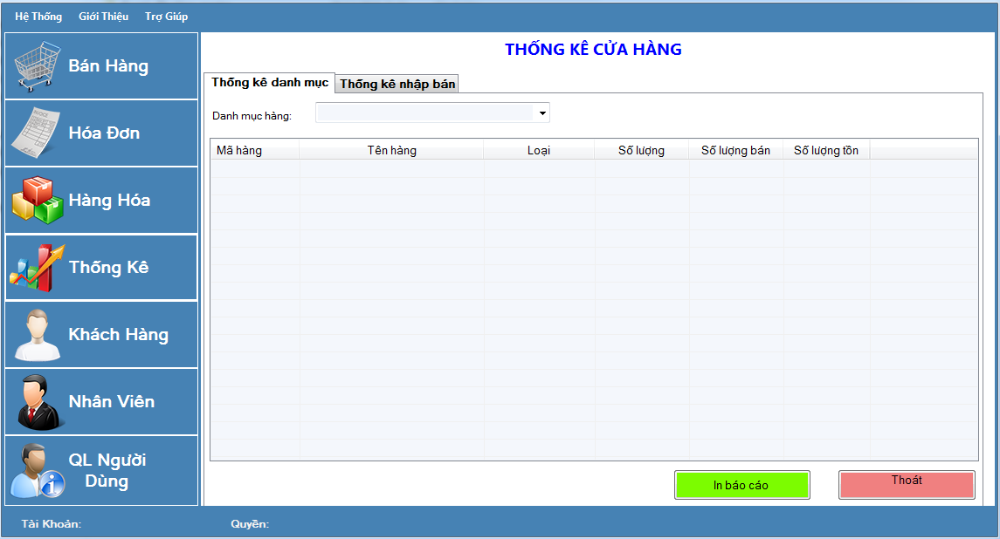 Hệ Thống Giới Thiệu Trợ Giúp
Bán Hàng
Hóa Đơn
INVOICE
Hàng Hóa
Thống Kê
Khách Hàng
Nhân Viên
QL Người
Dùng
THỐNG KÊ CỬA HÀNG
Thống kê danh mục Thống kê nhập bán
Danh mục hàng:
Mã hàng Tên hàng Loại Số lượng Số lượng bán Số lượng tồn
In báo cáo Thoát
Tài Khoản: Quyền: